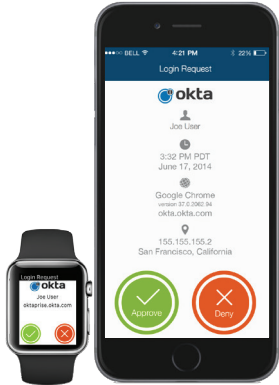 BELL 4:21 PM 22%
Login Request
okta
Joe User
3:32 PM PDT
June 17, 2014
Google Chrome
version 37.0.2062.94
okta.okta.com
155.155.155.2
San Francisco, California
Approve
Deny
Login Request
okta
Joe User
oktaprise.okta.com